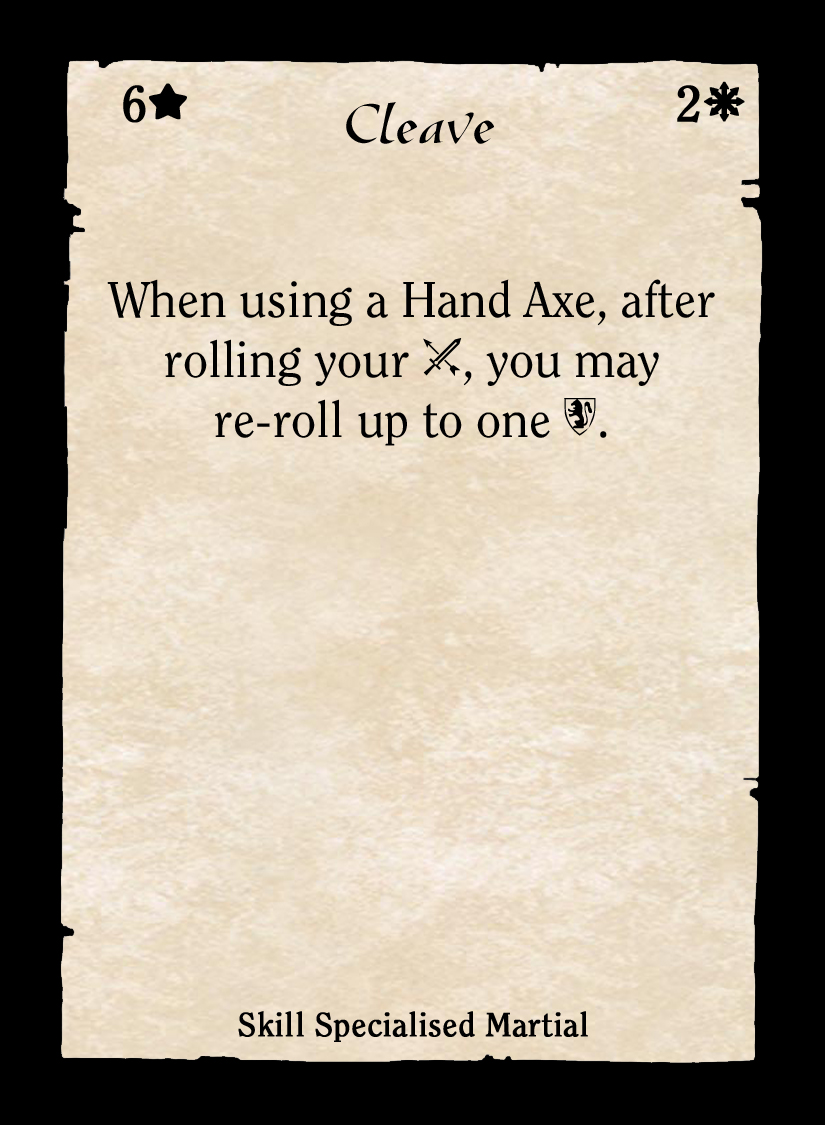 6★
Cleave
2
When using a Hand Axe, after
rolling your , you may
re-roll up to one .
Skill Specialised Martial